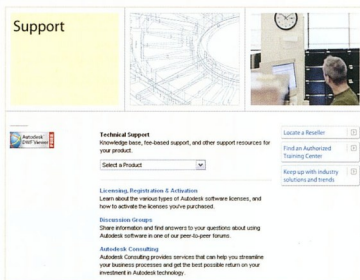 Support
Autodesk
DWF Viewer
FREE
Technical Support
Knowledge base, fee-based support, and other support resources for
your product.
Select a Product
Licensing, Registration & Activation
Learn about the various types of Autodesk software licenses, and
how to activate the licenses you've purchased.
Discussion Groups
Share information and find answers to your questions about using
Autodesk software in one of our peer-to-peer forums.
Autodesk Consulting
Autodesk Consulting provides services that can help you streamline
your business processes and get the best possible return on your
investment in Autodesk technology.
Locate a Reseller
Find an Authorized
Training Center
Keep up with industry
solutions and trends